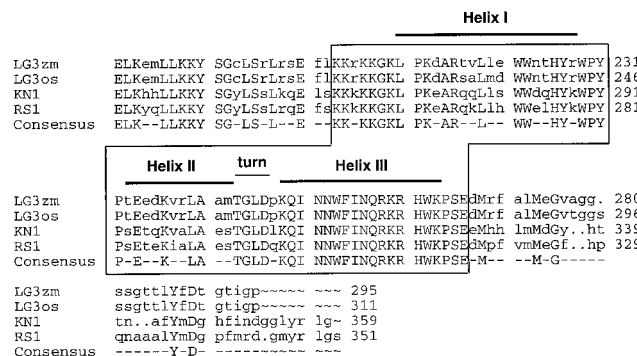 Helix I
LG3zm ELKemLLKKY SGcLSrLrsE flKKrKKGKL PKdARtvLle WWntHYrWPY 231
LG3os ELKemLLKKY SGcLSrLrsE flKKrKKGKL PKdARsaLmd WWntHYrWPY 246
KN1 ELKhhLLKKY SGyLSsLkqE lsKKkKKGKL PKeARqqLls WWdqHYkWPY 291
RS1 ELKyqLLKKY SGyLSsLrqE fsKKkKKGKL PKeARqkLlh WWelHYkWPY 281
Consensus ELK--LLKKY SG-LS-L--E --KK-KKGKL PK-AR--L-- WW--HY-WPY
Helix II turn Helix III
LG3zm PtEedKvrLA amTGLDpKQI NNWFINQRKR HWKPSEdMrf alMeGvagg. 280
LG3os PtEedKvrLA amTGLDpKQI NNWFINQRKR HWKPSEdMrf alMeGvtggs 296
KN1 PsEtqKvaLA esTGLDlKQI NNWFINQRKR HWKPSEeMhh lmMdGy..ht 339
RS1 PsEteKiaLA esTGLDqKQI NNWFINQRKR HWKPSEdMpf vmMeGf..hp 329
Consensus P-E--K--LA --TGLD-KQI NNWFINQRKR HWKPSE-M-- --M-G-----
LG3zm ssgttlYfDt gtigp~~~~~ ~~~ 295
LG3os ssgttlYfDt gtigp~~~~~ ~~~ 311
KN1 tn..afYmDg hfindgglyr lg~ 359
RS1 qnaaalYmDg pfmrd.gmyr lgs 351
Consensus ------Y-D- ---------- ---